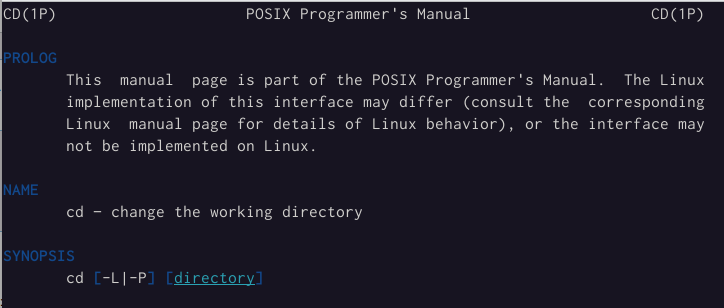 CD(1P) POSIX Programmer's Manual CD(1P)
PROLOG
This manual page is part of the POSIX Programmer's Manual. The Linux
implementation of this interface may differ (consult the corresponding
Linux manual page for details of Linux behavior), or the interface may
not be implemented on Linux.
NAME
cd — change the working directory
SYNOPSIS
cd [-L|-P] [directory]